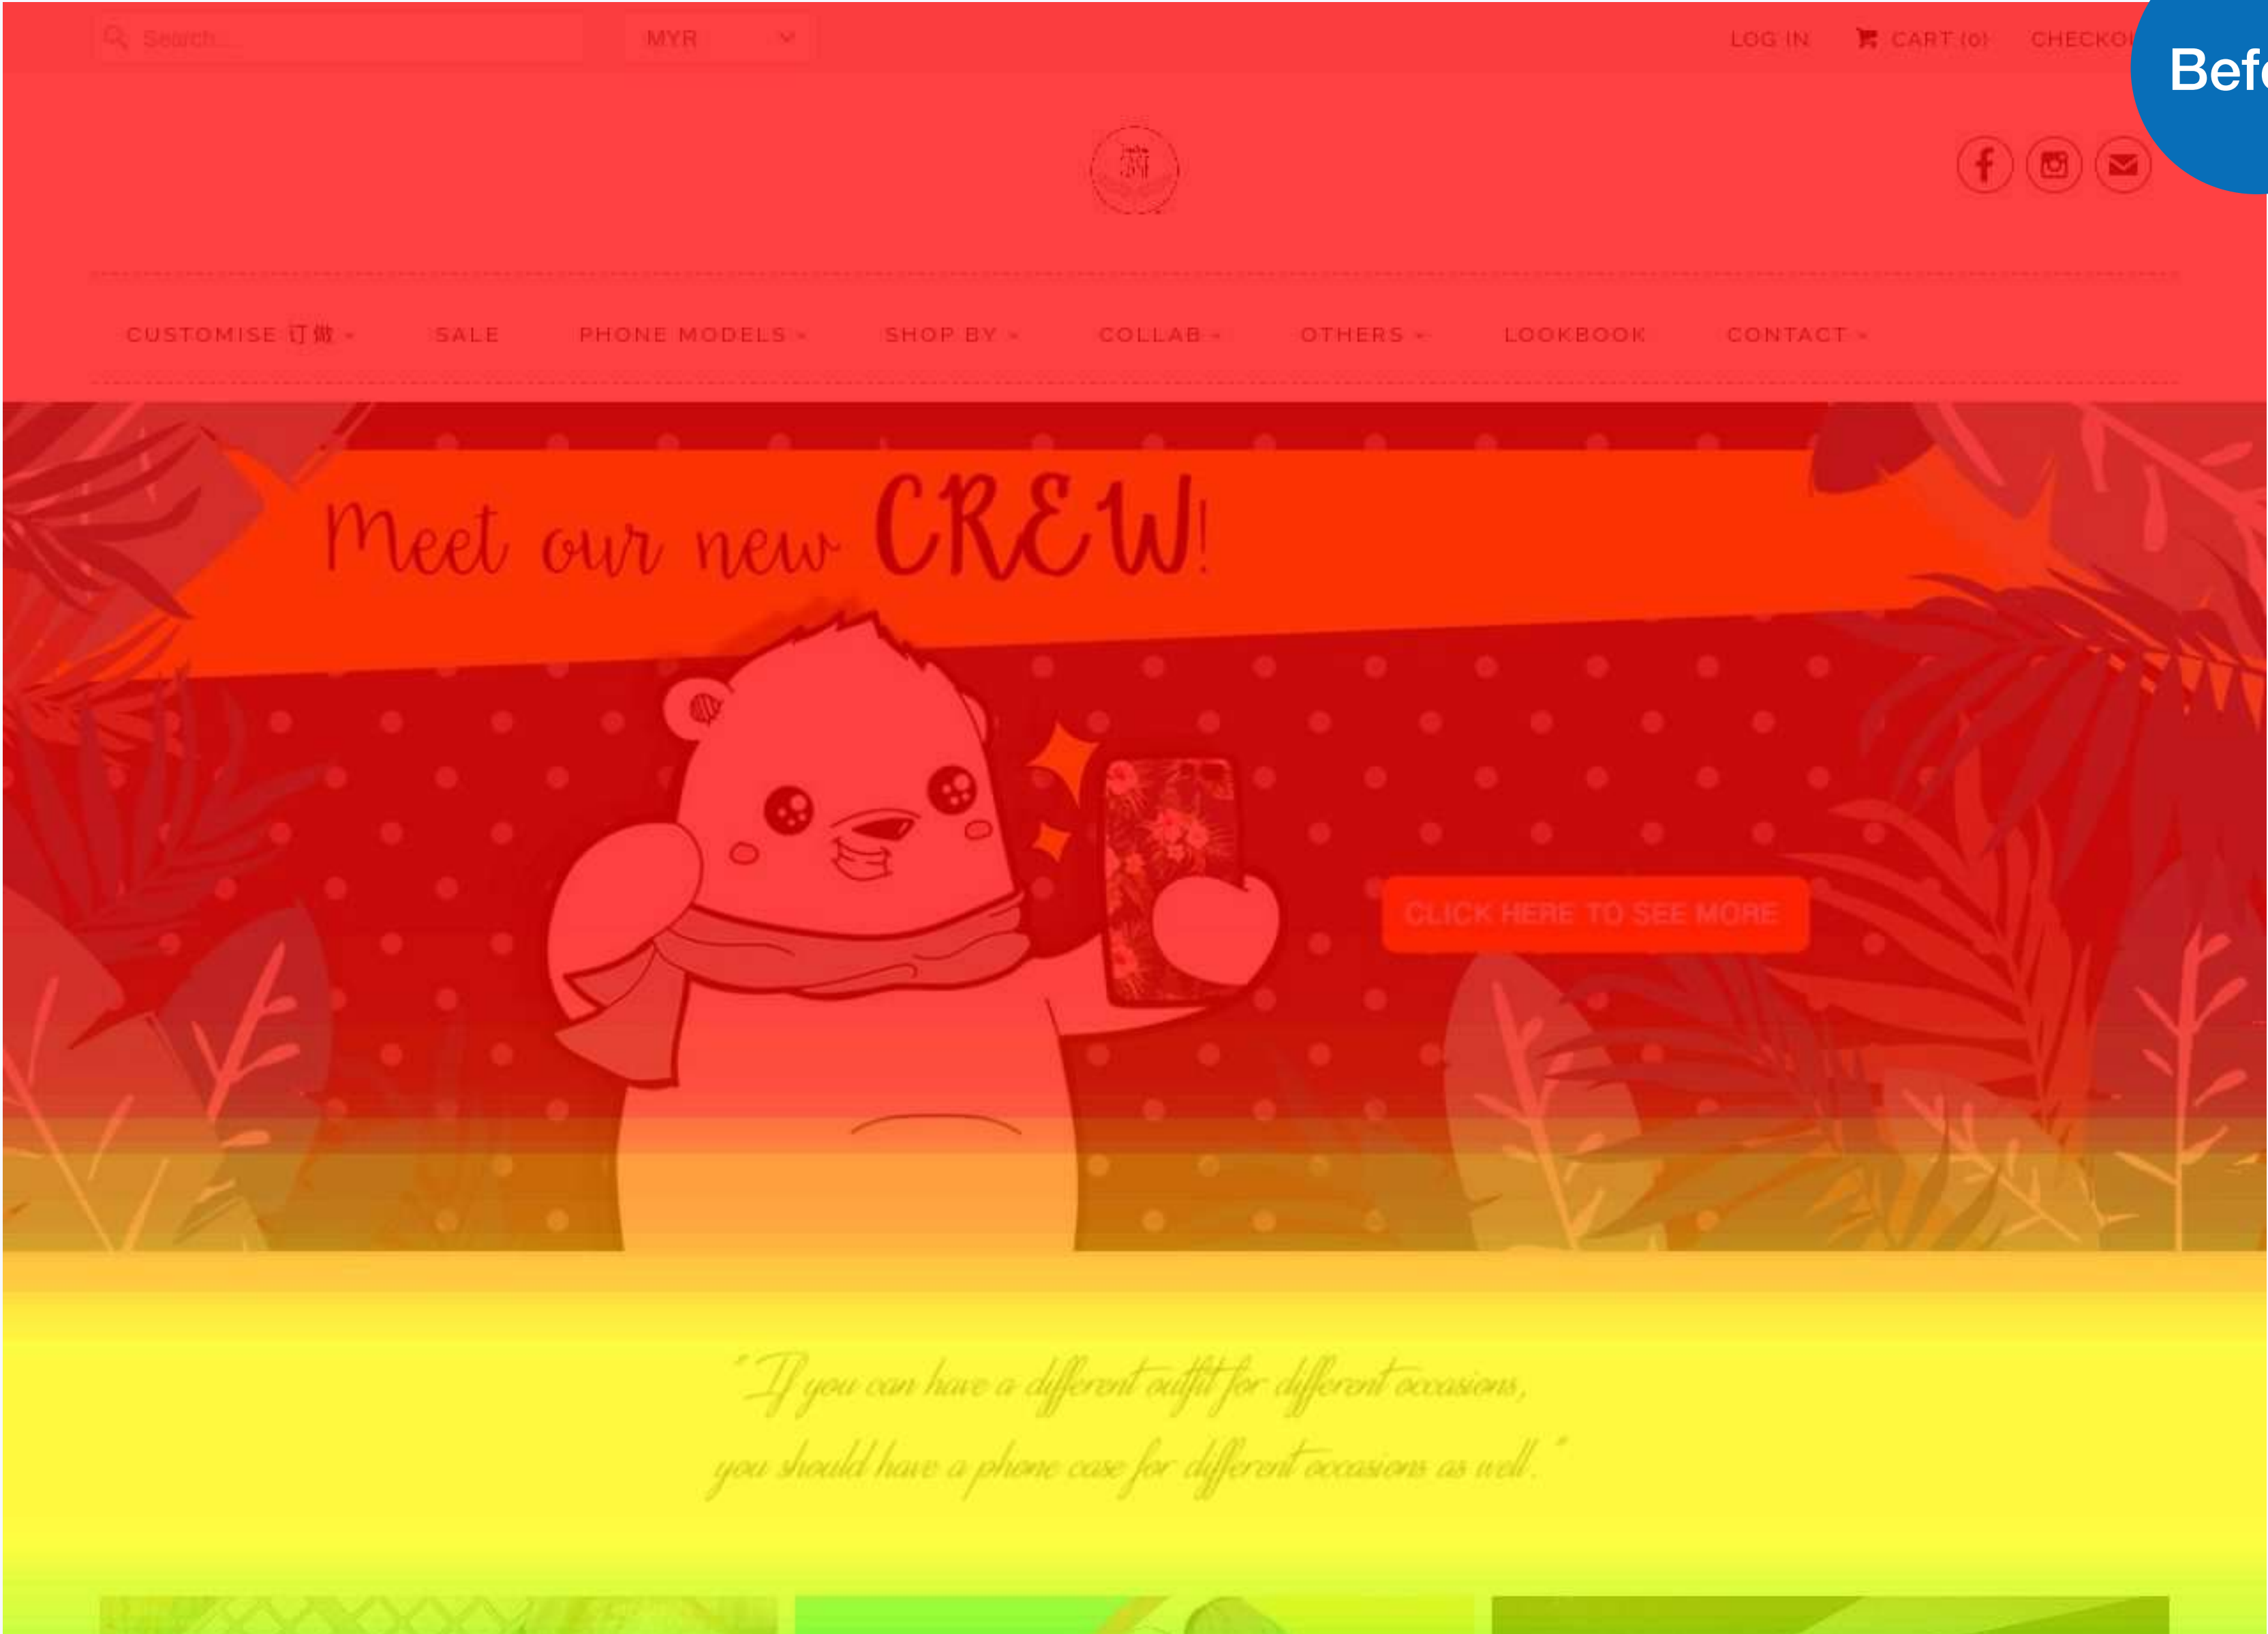 Search...
MYR
LOG IN
CART (0)
CUSTOMISE 订做
SALE
PHONE MODELS
SHOP BY
COLLAB
OTHERS
LOOKBOOK
CONTACT
Meet our new CREW!
CLICK HERE TO SEE MORE
"If you can have a different outfit for different occasions,
you should have a phone case for different occasions as well."